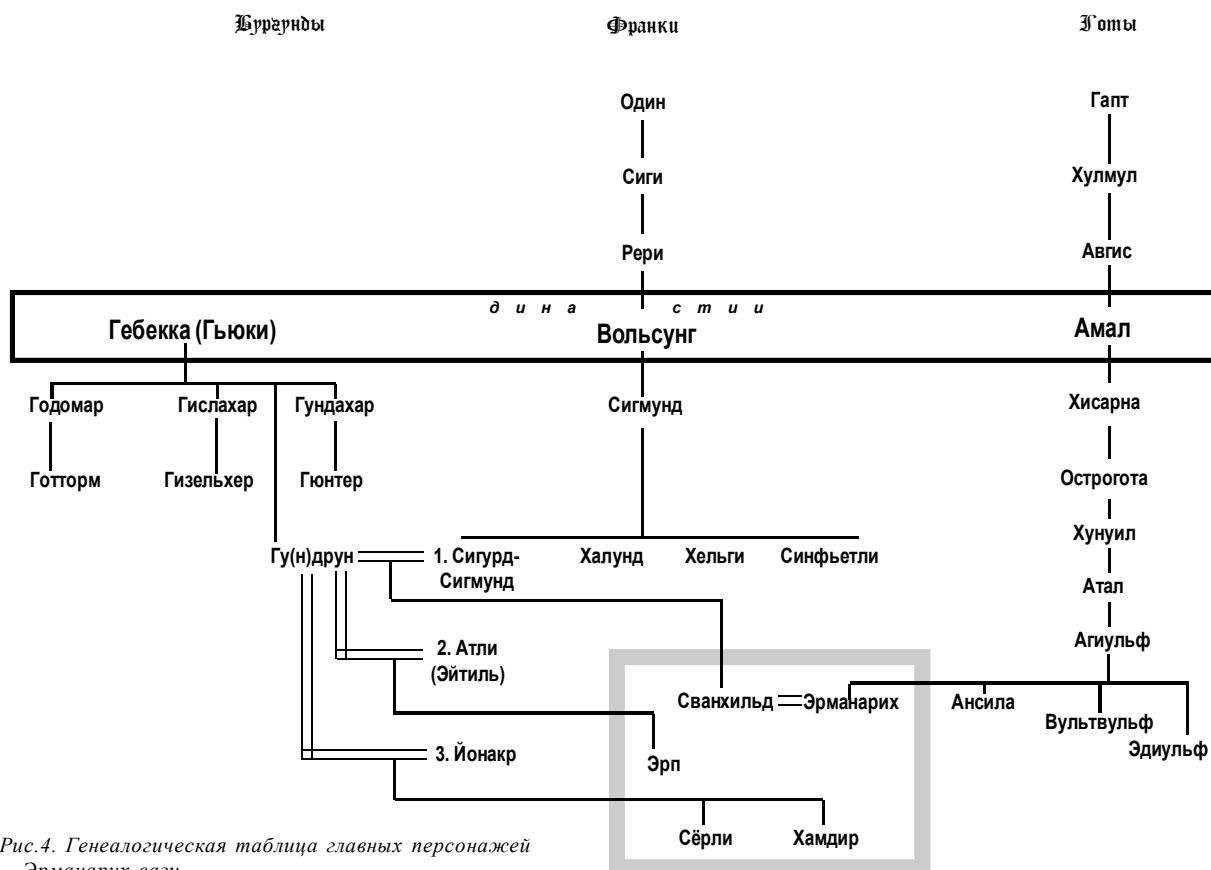 Бургунды Франки Готы
Один Гапт
Сиги Хулмул
Рери Авгис
династии
Гебекка (Гьюки) Вольсунг Амал
Годомар Гислахар Гундахар Сигмунд Хисарна
Готторм Гизельхер Гюнтер Острогота
Хунуил
Гу(н)друн 1. Сигурд- Халунд Хельги Синфьетли
Сигмунд
Атал
Агиульф
2. Атли
(Эйтиль)
Сванхильд Эрманарих Ансила
Вультвульф
Эдиульф
3. Йонакр Эрп
Сёрли Хамдир
Рис.4. Генеалогическая таблица главных персонажей